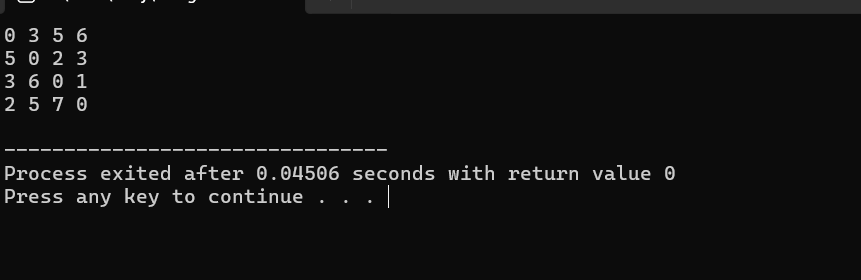 0 3 5 6
5 0 2 3
3 6 0 1
2 5 7 0
--------------------------------
Process exited after 0.04506 seconds with return value 0
Press any key to continue . . .